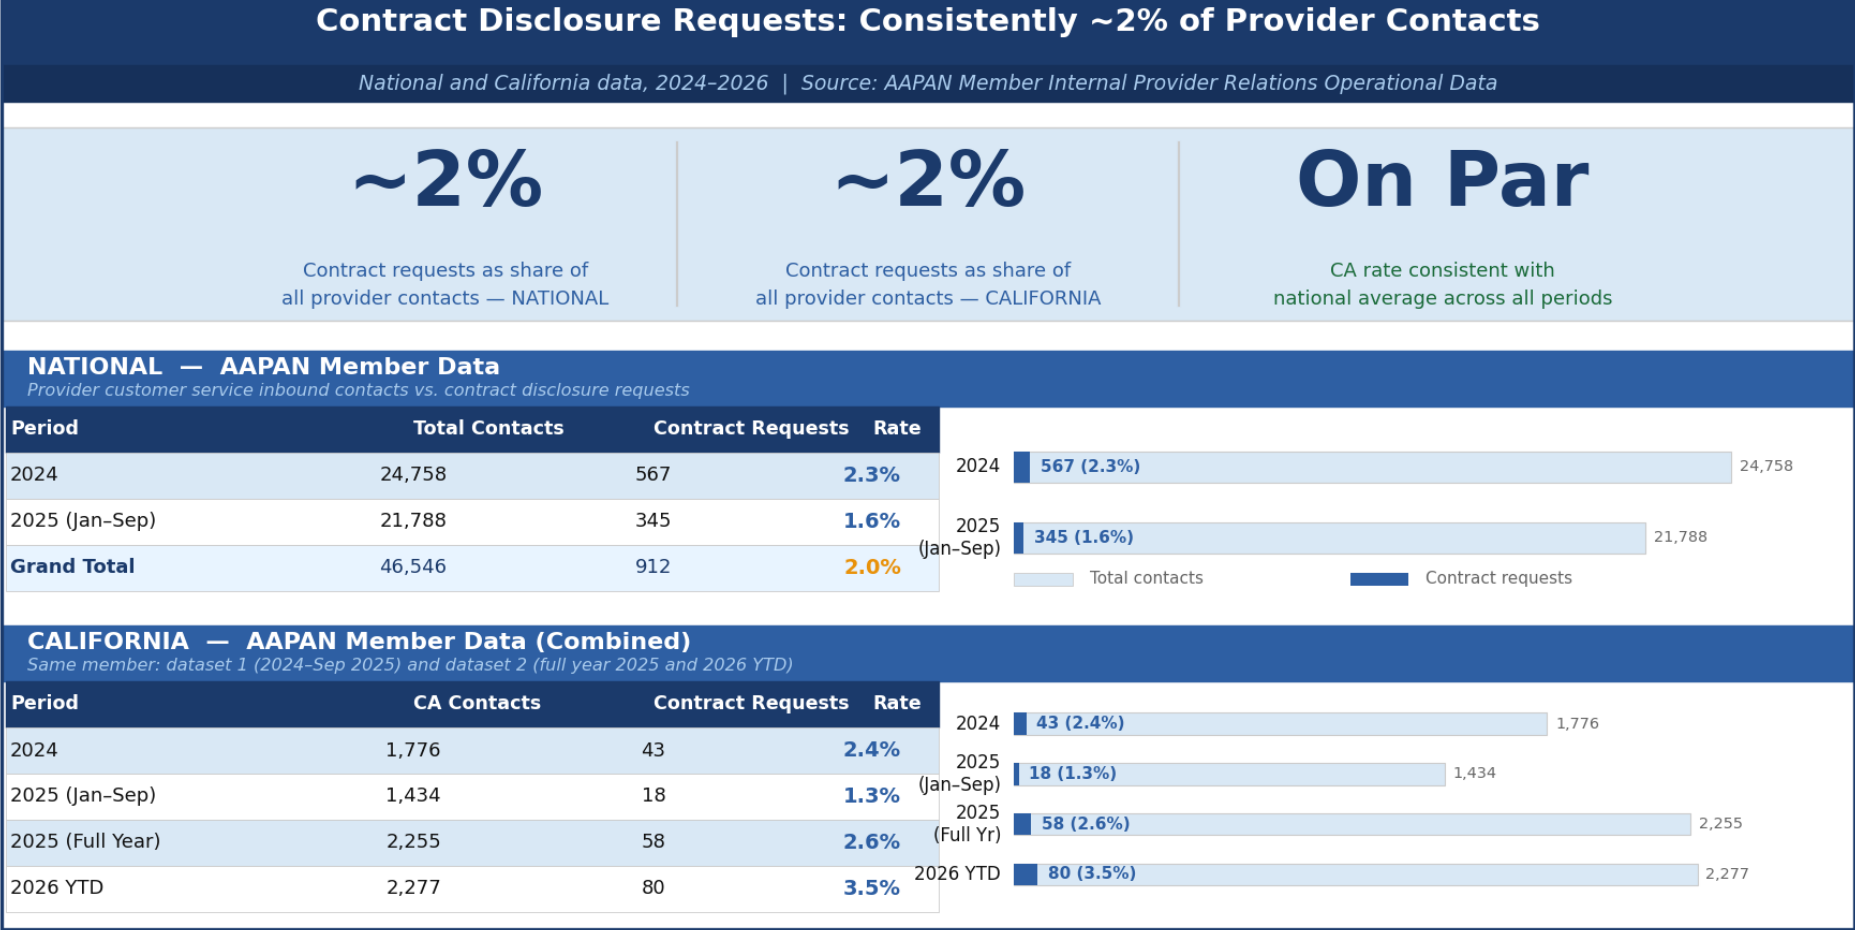 Contract Disclosure Requests: Consistently ~2% of Provider Contacts
National and California data, 2024–2026 | Source: AAPAN Member Internal Provider Relations Operational Data
~2%
Contract requests as share of
all provider contacts — NATIONAL
~2%
Contract requests as share of
all provider contacts — CALIFORNIA
On Par
CA rate consistent with
national average across all periods
NATIONAL — AAPAN Member Data
Provider customer service inbound contacts vs. contract disclosure requests
Period Total Contacts Contract Requests Rate
2024 24,758 567 2.3%
2025 (Jan–Sep) 21,788 345 1.6%
Grand Total 46,546 912 2.0%
2024 567 (2.3%) 24,758
2025
(Jan–Sep) 345 (1.6%) 21,788
Total contacts Contract requests
CALIFORNIA — AAPAN Member Data (Combined)
Same member: dataset 1 (2024–Sep 2025) and dataset 2 (full year 2025 and 2026 YTD)
Period CA Contacts Contract Requests Rate
2024 1,776 43 2.4%
2025 (Jan–Sep) 1,434 18 1.3%
2025 (Full Year) 2,255 58 2.6%
2026 YTD 2,277 80 3.5%
2024 43 (2.4%) 1,776
2025
(Jan–Sep) 18 (1.3%) 1,434
2025
(Full Yr) 58 (2.6%) 2,255
2026 YTD 80 (3.5%) 2,277